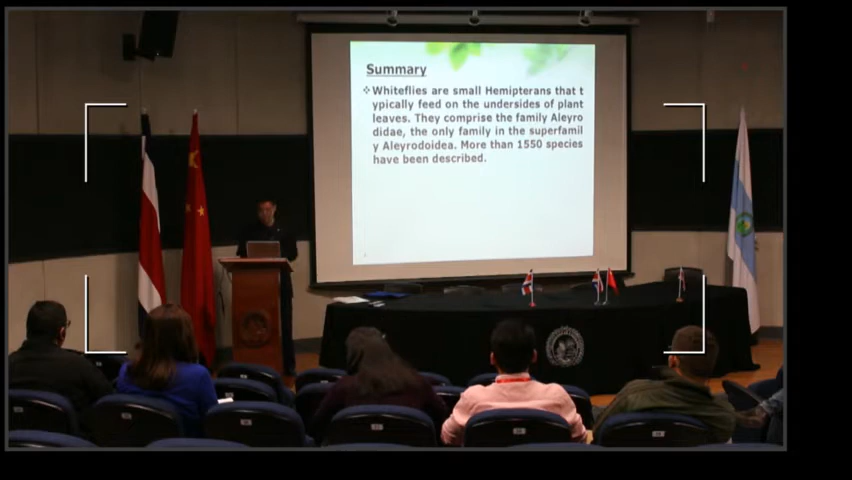 Summary
❖Whiteflies are small Hemipterans that t
ypically feed on the undersides of plant
leaves. They comprise the family Aleyro
didae, the only family in the superfamil
y Aleyrodoidea. More than 1550 species
have been described.